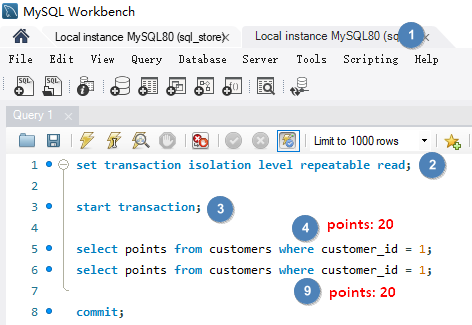 MySQL Workbench
Local instance MySQL80 (sql_store) × Local instance MySQL80 (sq 1 ×
File Edit View Query Database Server Tools Scripting Help
Query 1 ×
Limit to 1000 rows
1 set transaction isolation level repeatable read; 2
2
3 start transaction; 3
4 4 points: 20
5 select points from customers where customer_id = 1;
6 select points from customers where customer_id = 1;
7 9 points: 20
8 commit;